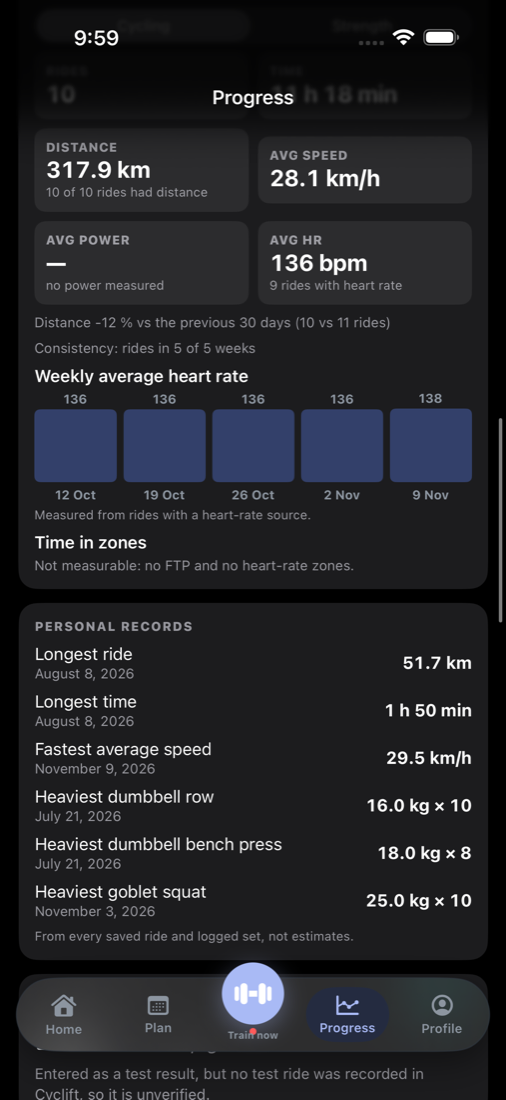 9:59
Cycling
Strength
RIDES
TIME
10
11 h 18 min
Progress
DISTANCE
317.9 km
10 of 10 rides had distance
AVG SPEED
28.1 km/h
AVG POWER
—
no power measured
AVG HR
136 bpm
9 rides with heart rate
Distance -12 % vs the previous 30 days (10 vs 11 rides)
Consistency: rides in 5 of 5 weeks
Weekly average heart rate
136 136 136 136 138
12 Oct 19 Oct 26 Oct 2 Nov 9 Nov
Measured from rides with a heart-rate source.
Time in zones
Not measurable: no FTP and no heart-rate zones.
PERSONAL RECORDS
Longest ride
August 8, 2026
51.7 km
Longest time
August 8, 2026
1 h 50 min
Fastest average speed
November 9, 2026
29.5 km/h
Heaviest dumbbell row
July 21, 2026
16.0 kg × 10
Heaviest dumbbell bench press
July 21, 2026
18.0 kg × 8
Heaviest goblet squat
November 3, 2026
25.0 kg × 10
From every saved ride and logged set, not estimates.
Home
Plan
Train now
Progress
Profile
Entered as a test result, but no test ride was recorded in
Cyclift, so it is unverified.